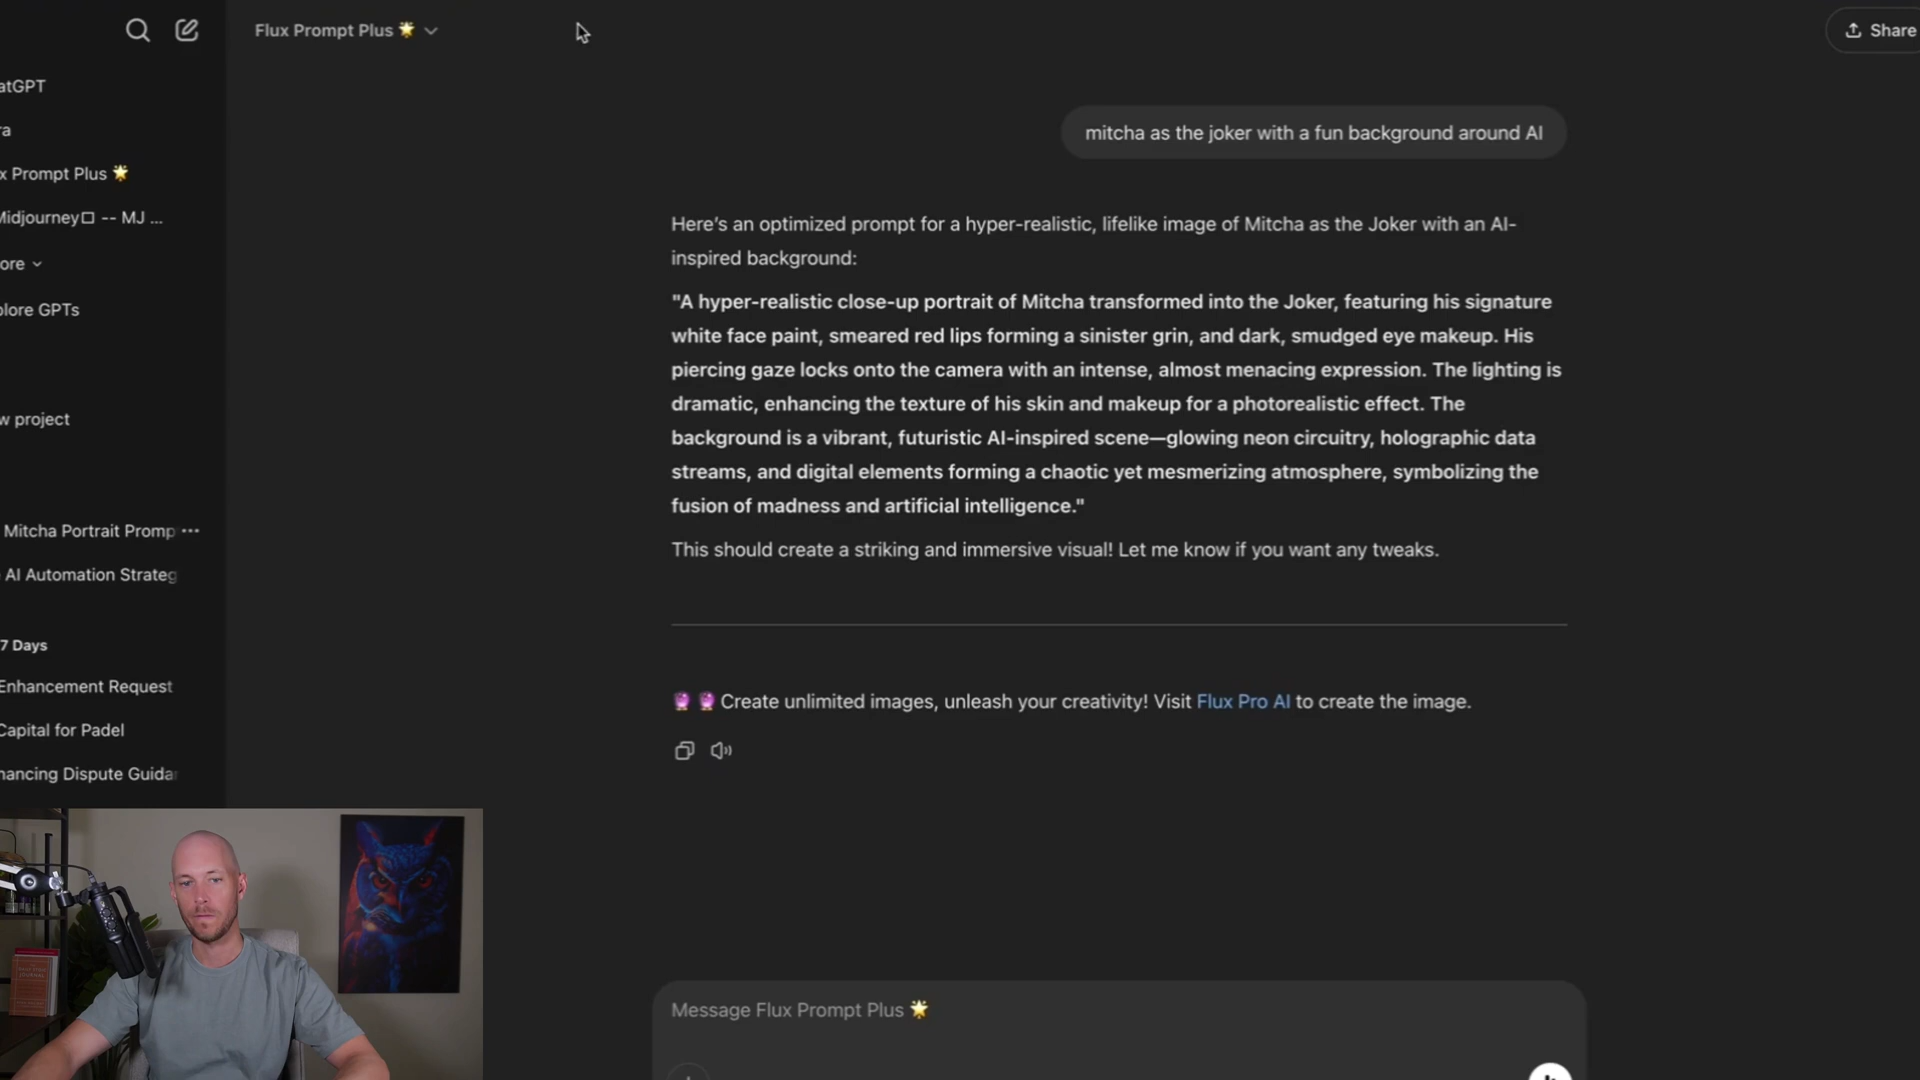 Flux Prompt Plus 🌟
Share
atGPT
ra
x Prompt Plus 🌟
Midjourney☐ -- MJ ...
ore
plore GPTs
w project
Mitcha Portrait Promp
AI Automation Strateg
7 Days
Enhancement Request
Capital for Padel
nancing Dispute Guida
mitcha as the joker with a fun background around AI
Here's an optimized prompt for a hyper-realistic, lifelike image of Mitcha as the Joker with an AI-
inspired background:
"A hyper-realistic close-up portrait of Mitcha transformed into the Joker, featuring his signature
white face paint, smeared red lips forming a sinister grin, and dark, smudged eye makeup. His
piercing gaze locks onto the camera with an intense, almost menacing expression. The lighting is
dramatic, enhancing the texture of his skin and makeup for a photorealistic effect. The
background is a vibrant, futuristic AI-inspired scene—glowing neon circuitry, holographic data
streams, and digital elements forming a chaotic yet mesmerizing atmosphere, symbolizing the
fusion of madness and artificial intelligence."
This should create a striking and immersive visual! Let me know if you want any tweaks.
🔮 🔮 Create unlimited images, unleash your creativity! Visit Flux Pro AI to create the image.
Message Flux Prompt Plus 🌟